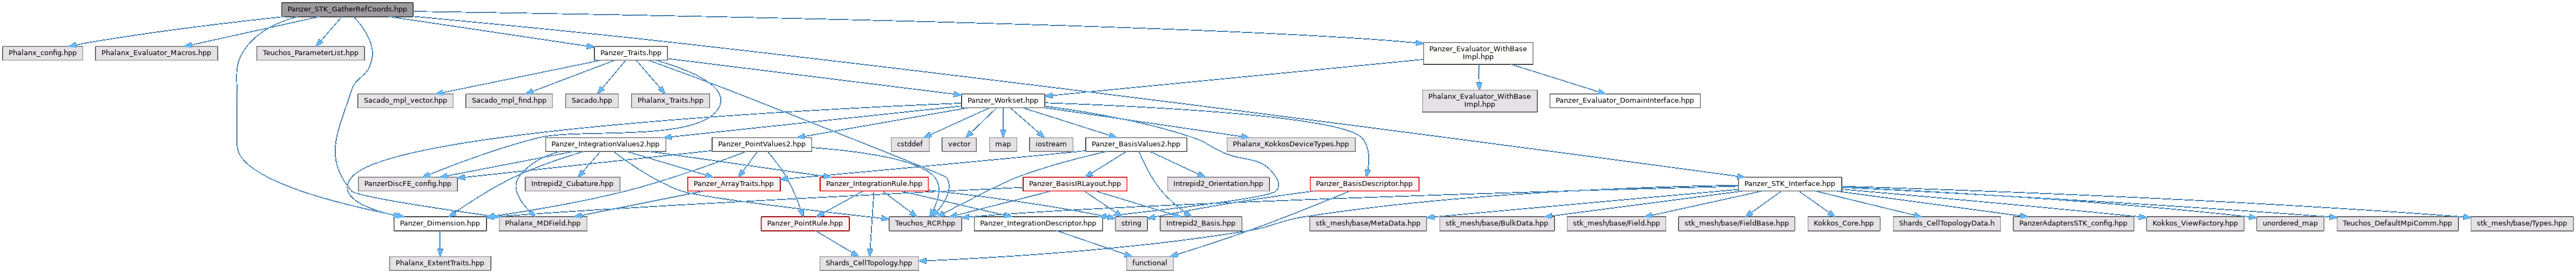 Panzer_STK_GatherRefCoords.hpp
Phalanx_config.hpp
Phalanx_Evaluator_Macros.hpp
Teuchos_ParameterList.hpp
Panzer_Traits.hpp
Panzer_Evaluator_WithBase
Impl.hpp
Sacado_mpl_vector.hpp
Sacado_mpl_find.hpp
Sacado.hpp
Phalanx_Traits.hpp
Panzer_Workset.hpp
Phalanx_Evaluator_WithBase
Impl.hpp
Panzer_Evaluator_DomainInterface.hpp
Panzer_IntegrationValues2.hpp
Panzer_PointValues2.hpp
cstddef
vector
map
iostream
Panzer_BasisValues2.hpp
Phalanx_KokkosDeviceTypes.hpp
PanzerDiscFE_config.hpp
Intrepid2_Cubature.hpp
Panzer_ArrayTraits.hpp
Panzer_IntegrationRule.hpp
Panzer_BasisIRLayout.hpp
Intrepid2_Orientation.hpp
Panzer_BasisDescriptor.hpp
Panzer_STK_Interface.hpp
Panzer_Dimension.hpp
Phalanx_MDField.hpp
Panzer_PointRule.hpp
Teuchos_RCP.hpp
Panzer_IntegrationDescriptor.hpp
string
Intrepid2_Basis.hpp
stk_mesh/base/MetaData.hpp
stk_mesh/base/BulkData.hpp
stk_mesh/base/Field.hpp
stk_mesh/base/FieldBase.hpp
Kokkos_Core.hpp
Shards_CellTopologyData.h
PanzerAdaptersSTK_config.hpp
Kokkos_ViewFactory.hpp
unordered_map
Teuchos_DefaultMpiComm.hpp
stk_mesh/base/Types.hpp
Phalanx_ExtentTraits.hpp
Shards_CellTopology.hpp
functional